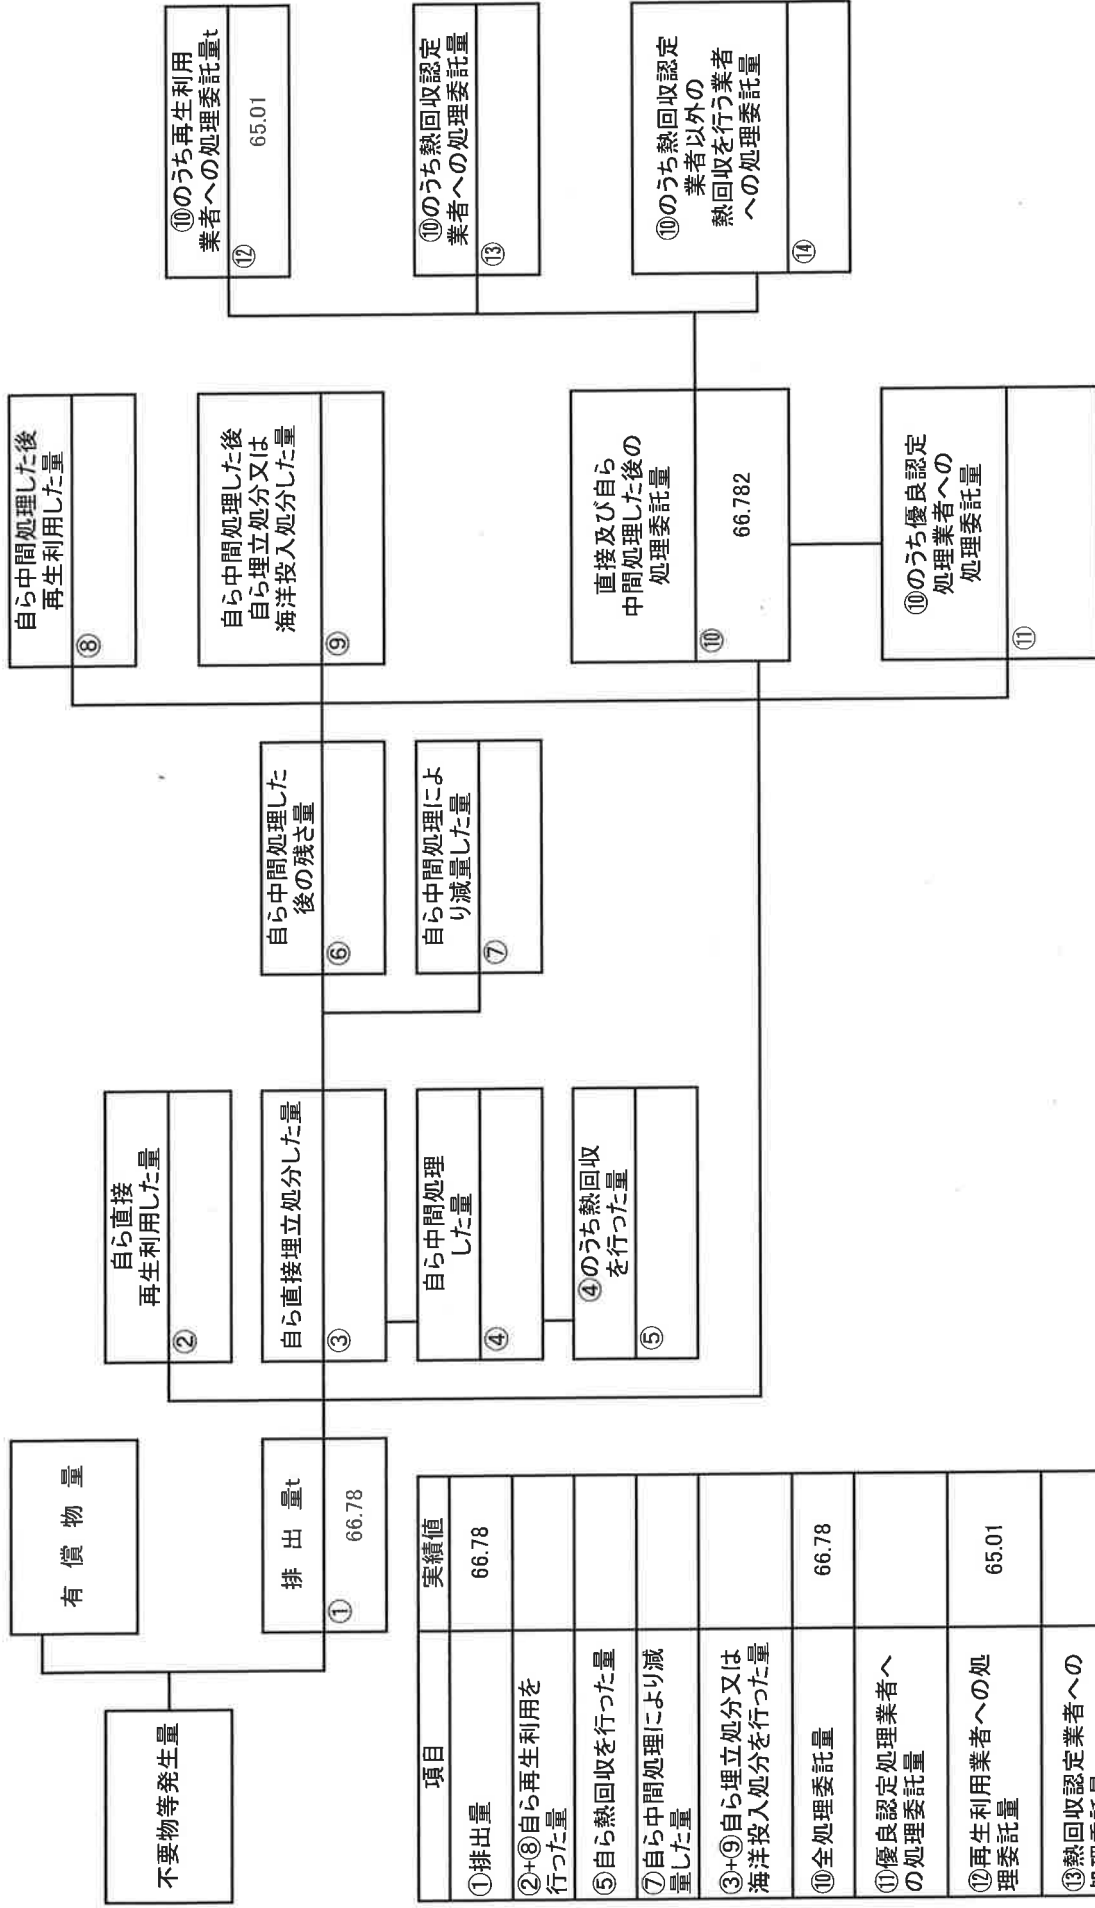 不要物等発生量
有 償 物 量
排 出 量t
① 66.78
自ら直接
再生利用した量
②
自ら直接埋立処分した量
③
自ら中間処理
した量
④
④のうち熱回収
を行った量
⑤
自ら中間処理した
後の残さ量
⑥
自ら中間処理によ
り減量した量
⑦
自ら中間処理した後
再生利用した量
⑧
自ら中間処理した後
自ら埋立処分又は
海洋投入処分した量
⑨
直接及び自ら
中間処理した後の
処理委託量
⑩ 66.782
⑩のうち優良認定
処理業者への
処理委託量
⑪
⑩のうち再生利用
業者への処理委託量t
⑫ 65.01
⑩のうち熱回収認定
業者への処理委託量
⑬
⑩のうち熱回収認定
業者以外の
熱回収を行う業者
への処理委託量
⑭
項目 実績値
①排出量 66.78
②+⑧自ら再生利用を
行った量
⑤自ら熱回収を行った量
⑦自ら中間処理により減
量した量
③+⑨自ら埋立処分又は
海洋投入処分を行った量
⑩全処理委託量 66.78
⑪優良認定処理業者へ
の処理委託量
⑫再生利用業者への処
理委託量 65.01
⑬熱回収認定業者への